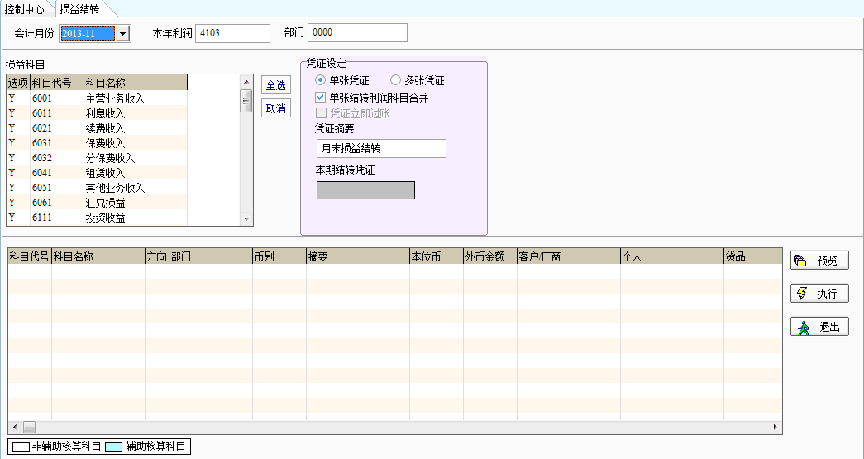 控制中心 损益结转
会计月份 2013-11 本年利润 4103 部门 0000
损益科目
选项 科目代号 科目名称
Y 6001 主营业务收入
Y 6011 利息收入
Y 6021 续费收入
Y 6031 保费收入
Y 6032 分保费收入
Y 6041 租赁收入
Y 6051 其他业务收入
Y 6061 汇兑损益
Y 6111 投资收益
全选
取消
凭证设定
单张凭证 多张凭证
单张结转利润科目合并
凭证立即过账
凭证摘要
月末损益结转
本期结转凭证
科目代号 科目名称 方向 部门 币别 摘要 本位币 外币金额 客户/厂商 个人 货品
预览
执行
退出
非辅助核算科目 辅助核算科目